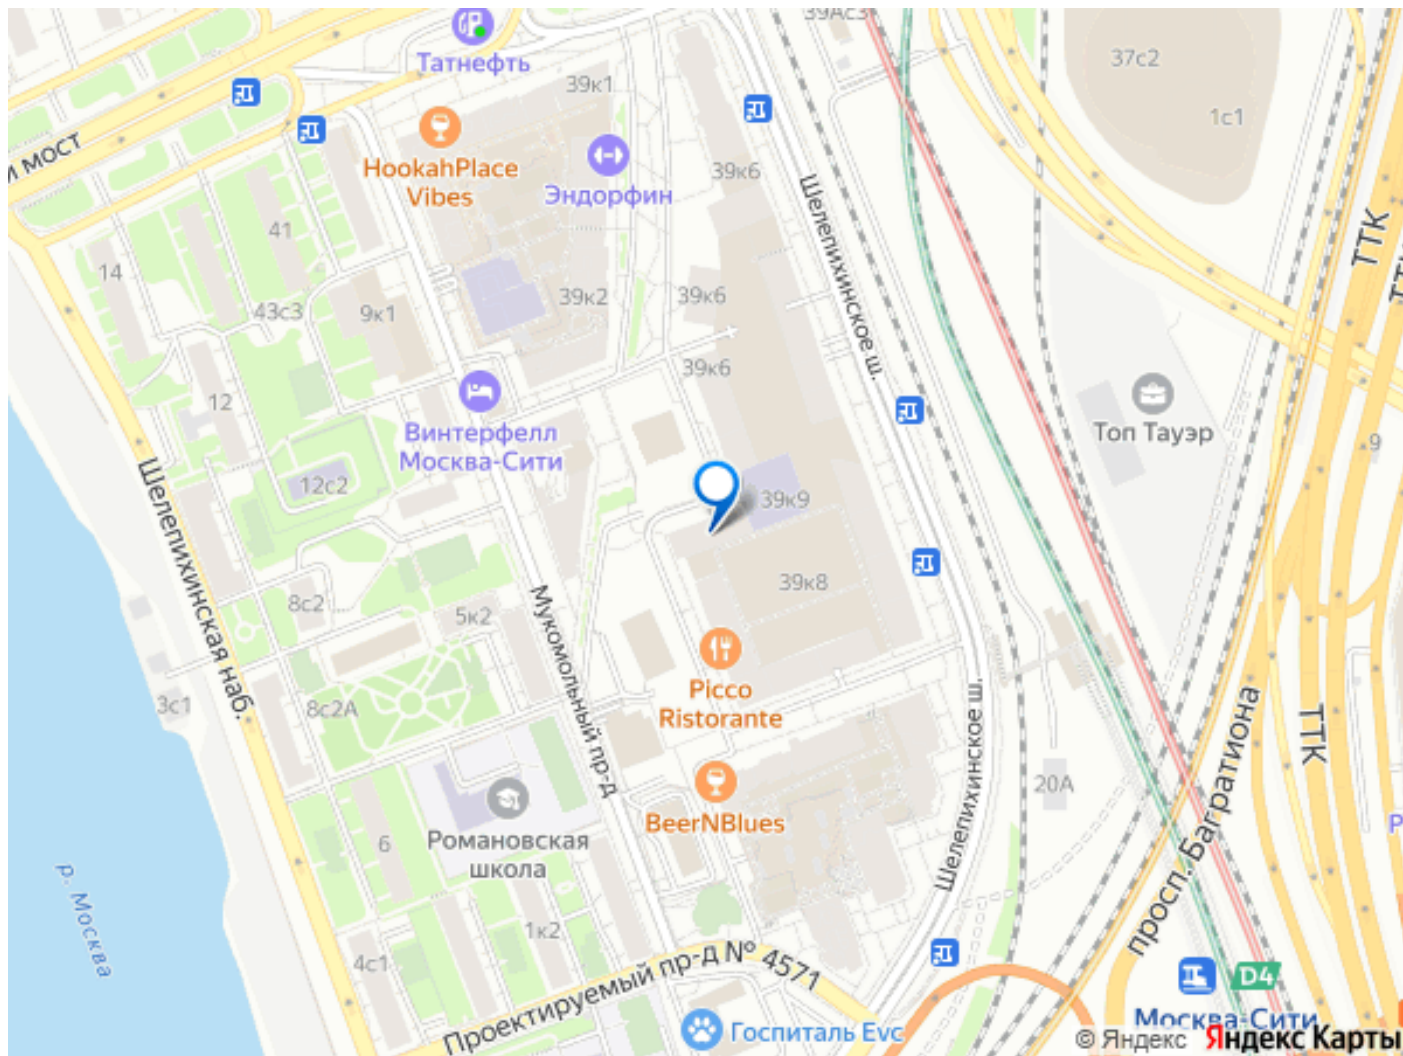 39Ас3
Татнефть
37с2
39к1
1с1
HookahPlace
Vibes
Эндорфин
39к6
й мост
Шелепихинское ш.
ТТК
41
14
43с3
9к1
39к2
39к6
39к6
12
Винтерфелл
Москва-Сити
Топ Тауэр
9
12с2
39к9
Шелепихинская наб.
39к8
8с2
5к2
Мукомольный пр-д
Picco
Ristorante
3с1
8с2А
Шелепихинское ш.
ТТК
просп. Багратиона
20А
BeerNBlues
Романовская
школа
6
р. Москва
1к2
4с1
Проектируемый пр-д № 4571
D4
Москва-Сити
Госпиталь Evc
© Яндекс Яндекс Карты